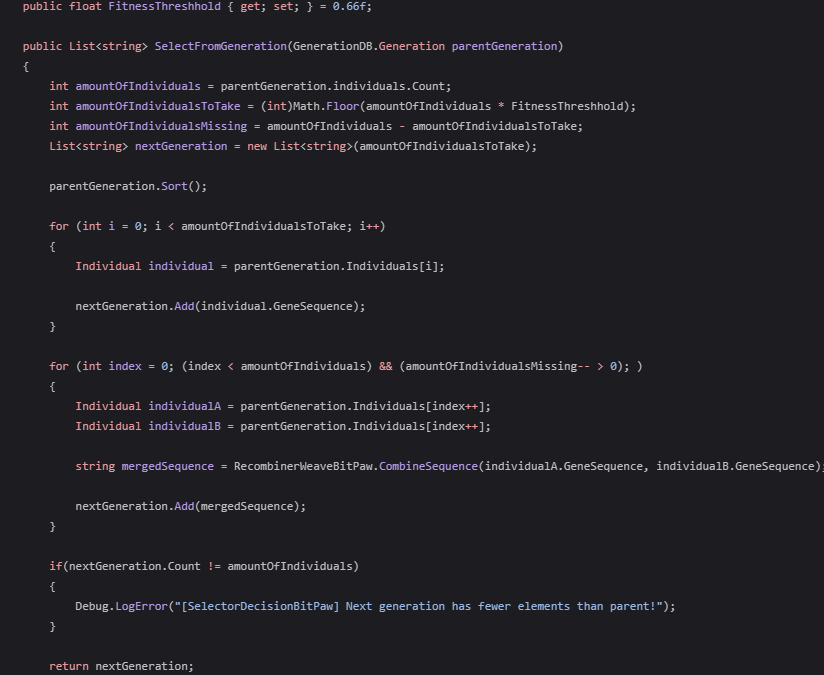 public float FitnessThreshhold { get; set; } = 0.66f;
public List<string> SelectFromGeneration(GenerationDB.Generation parentGeneration)
{
int amountOfIndividuals = parentGeneration.individuals.Count;
int amountOfIndividualsToTake = (int)Math.Floor(amountOfIndividuals * FitnessThreshhold);
int amountOfIndividualsMissing = amountOfIndividuals - amountOfIndividualsToTake;
List<string> nextGeneration = new List<string>(amountOfIndividualsToTake);
parentGeneration.Sort();
for (int i = 0; i < amountOfIndividualsToTake; i++)
{
Individual individual = parentGeneration.Individuals[i];
nextGeneration.Add(individual.GeneSequence);
}
for (int index = 0; (index < amountOfIndividuals) && (amountOfIndividualsMissing-- > 0); )
{
Individual individualA = parentGeneration.Individuals[index++];
Individual individualB = parentGeneration.Individuals[index++];
string mergedSequence = RecombinerWeaveBitPaw.CombineSequence(individualA.GeneSequence, individualB.GeneSequence);
nextGeneration.Add(mergedSequence);
}
if(nextGeneration.Count != amountOfIndividuals)
{
Debug.LogError("[SelectorDecisionBitPaw] Next generation has fewer elements than parent!");
}
return nextGeneration;